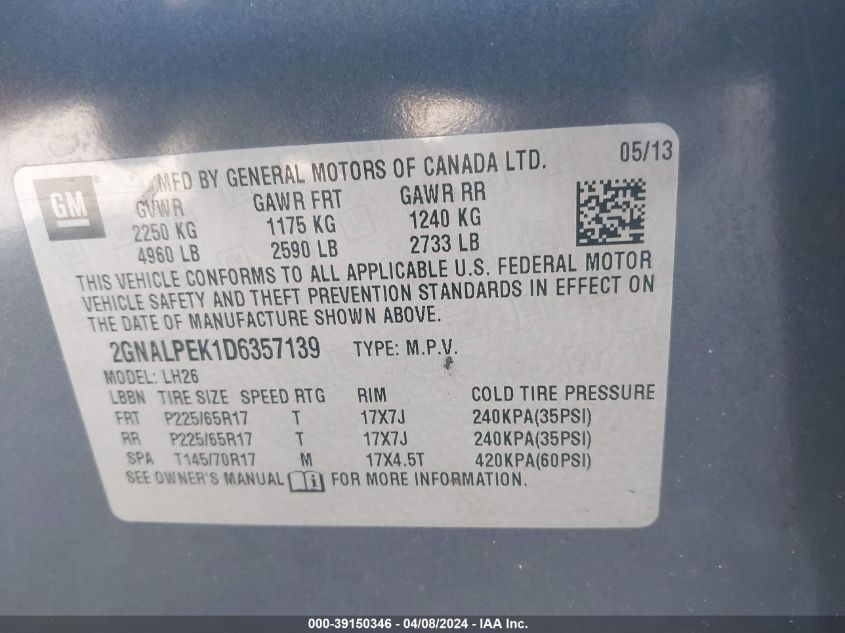 GM®
MFD BY GENERAL MOTORS OF CANADA LTD. 05/13
GVWR GAWR FRT GAWR RR
2250 KG 1175 KG 1240 KG
4960 LB 2590 LB 2733 LB
THIS VEHICLE CONFORMS TO ALL APPLICABLE U.S. FEDERAL MOTOR
VEHICLE SAFETY AND THEFT PREVENTION STANDARDS IN EFFECT ON
THE DATE OF MANUFACTURE SHOWN ABOVE.
2GNALPEK1D6357139 TYPE: M.P.V.
MODEL: LH26
LBBN TIRE SIZE SPEED RTG RIM COLD TIRE PRESSURE
FRT P225/65R17 T 17X7J 240KPA(35PSI)
RR P225/65R17 T 17X7J 240KPA(35PSI)
SPA T145/70R17 M 17X4.5T 420KPA(60PSI)
SEE OWNER'S MANUAL i FOR MORE INFORMATION.
000-39150346 - 04/08/2024 - IAA Inc.